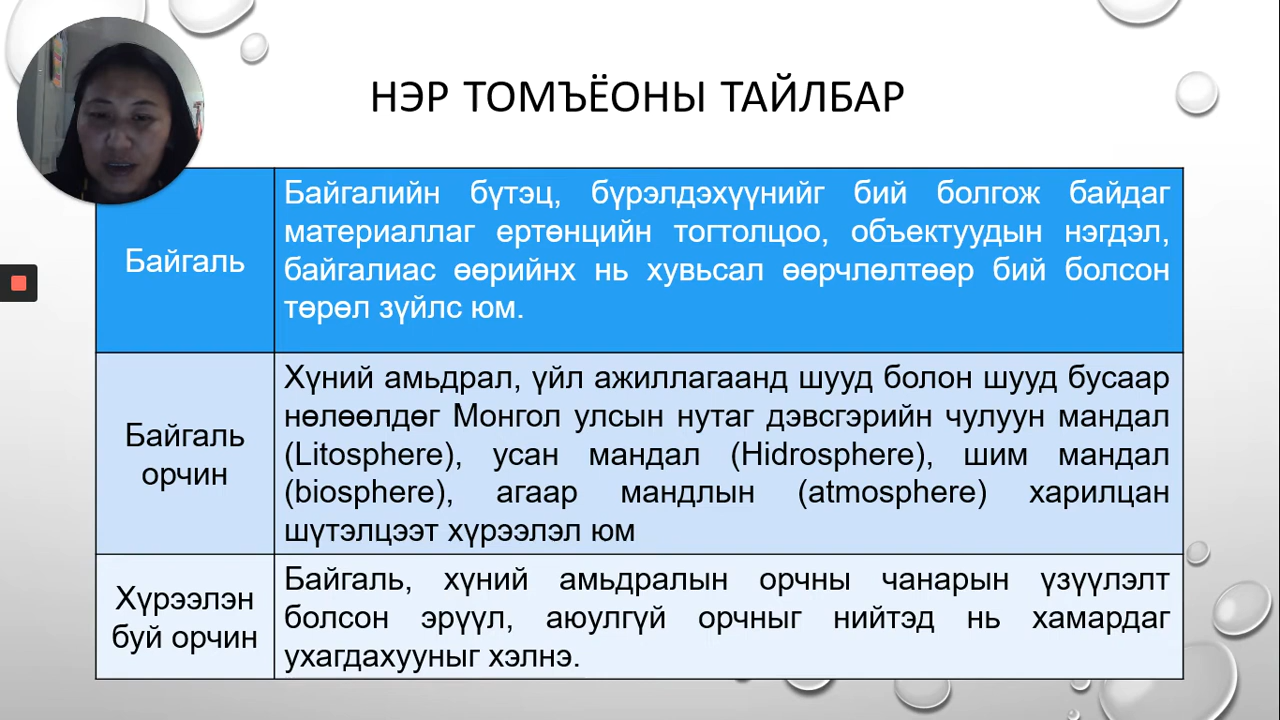 НЭР ТОМЪЁОНЫ ТАЙЛБАР
Байгаль
Байгалийн бүтэц, бүрэлдэхүүнийг бий болгож байдаг
материаллаг ертөнцийн тогтолцоо, объектуудын нэгдэл,
байгалиас өөрийнх нь хувьсал өөрчлөлтөөр бий болсон
төрөл зүйлс юм.
Байгаль
орчин
Хүний амьдрал, үйл ажиллагаанд шууд болон шууд бусаар
нөлөөлдөг Монгол улсын нутаг дэвсгэрийн чулуун мандал
(Litosphere), усан мандал (Hidrosphere), шим мандал
(biosphere), агаар мандлын (atmosphere) харилцан
шүтэлцээт хүрээлэл юм
Хүрээлэн
буй орчин
Байгаль, хүний амьдралын орчны чанарын үзүүлэлт
болсон эрүүл, аюулгүй орчныг нийтэд нь хамардаг
ухагдахууныг хэлнэ.